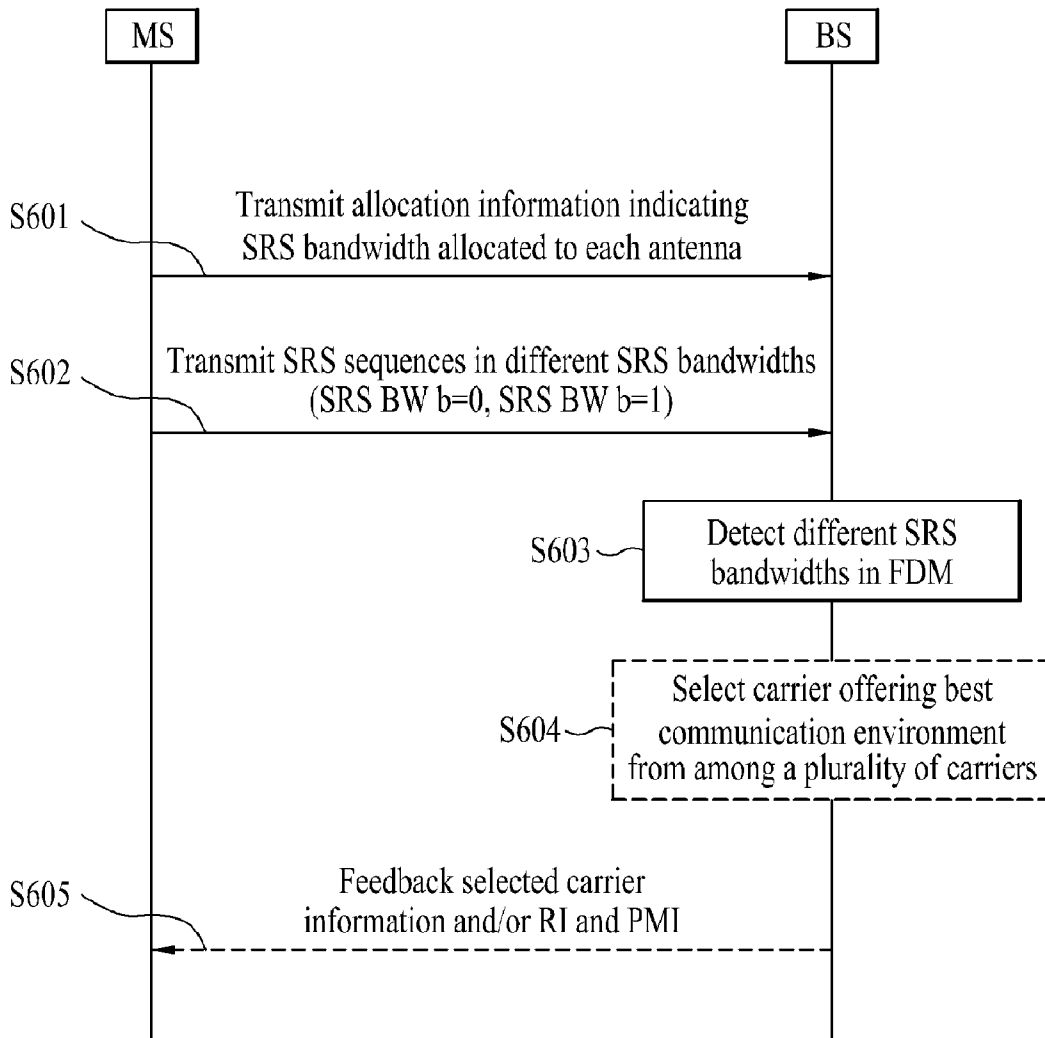 MS
BS
S601
Transmit allocation information indicating
SRS bandwidth allocated to each antenna
S602
Transmit SRS sequences in different SRS bandwidths
(SRS BW b=0, SRS BW b=1)
S603
Detect different SRS
bandwidths in FDM
S604
Select carrier offering best
communication environment
from among a plurality of carriers
S605
Feedback selected carrier
information and/or RI and PMI